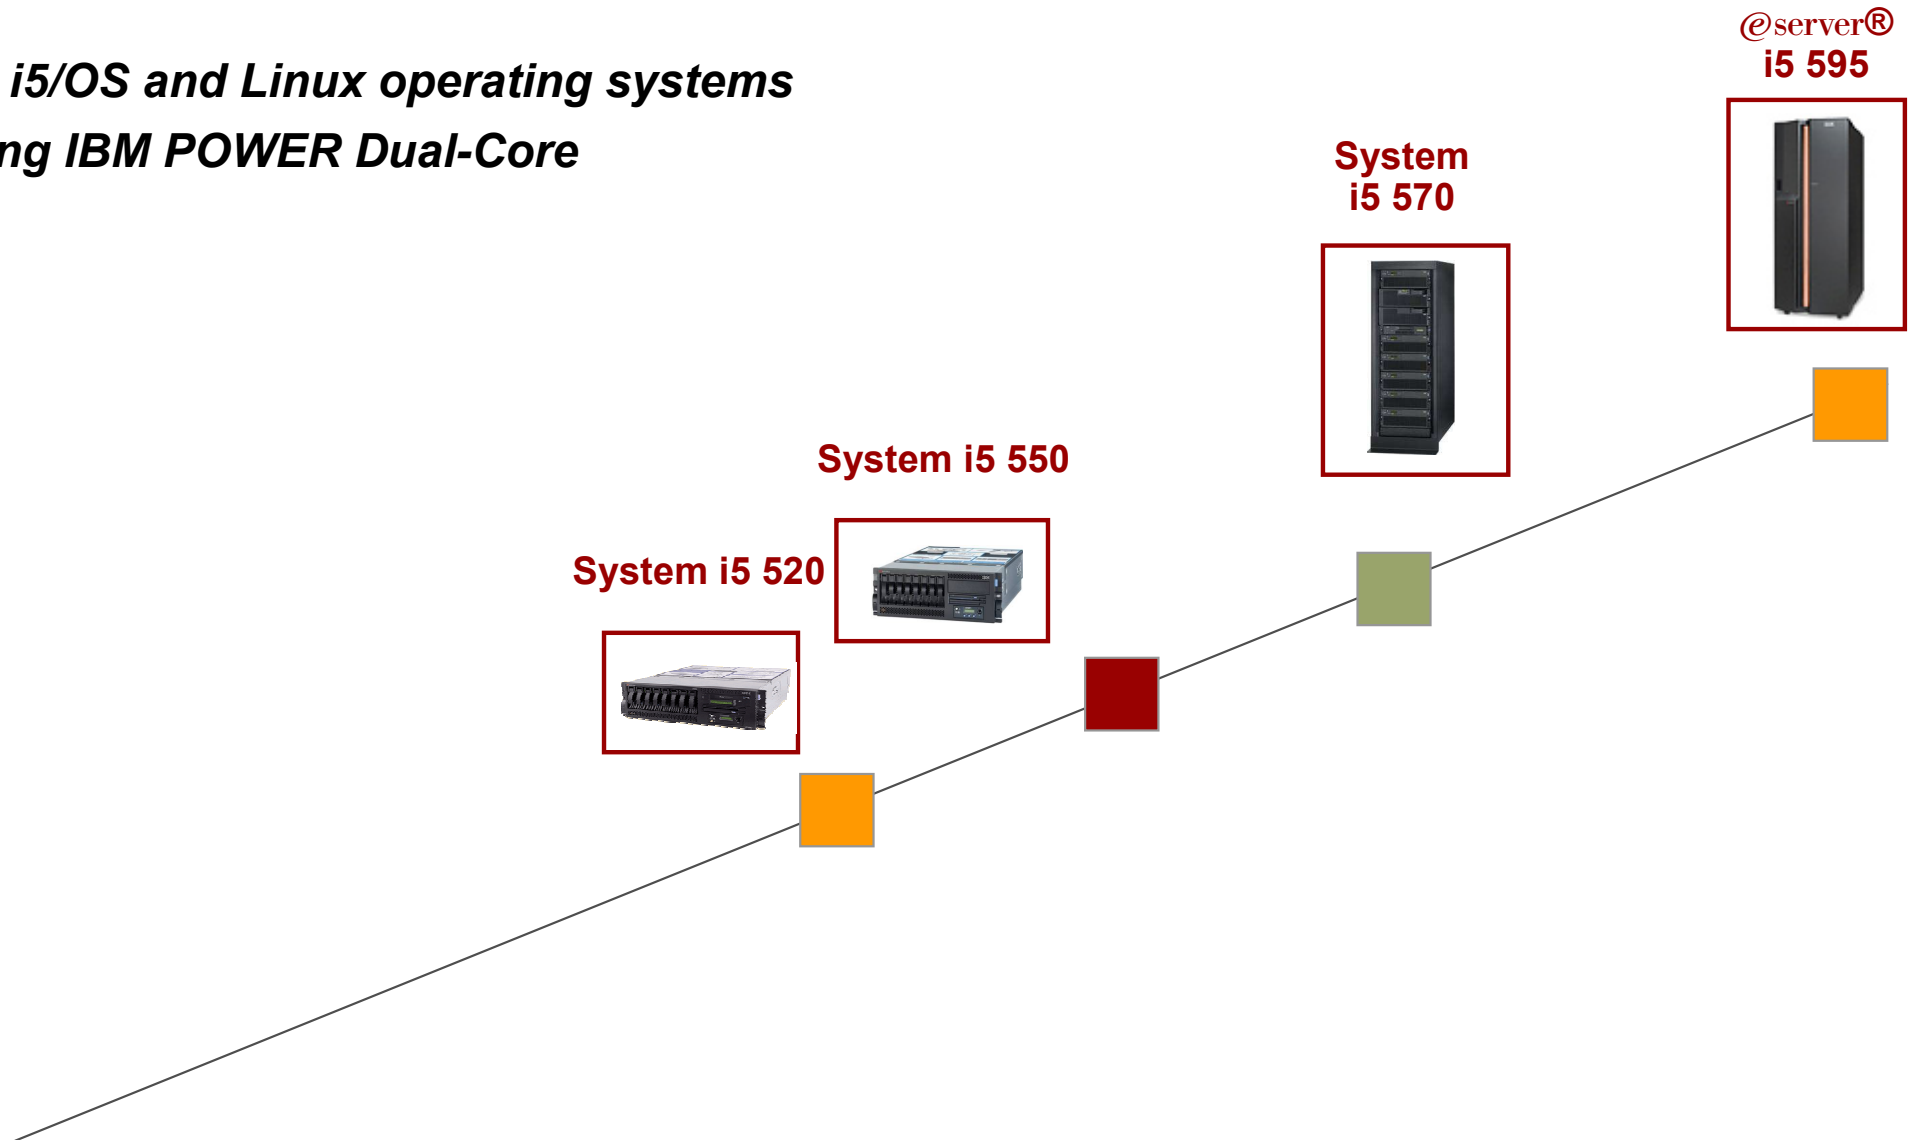 i5/OS and Linux operating systems
ng IBM POWER Dual-Core
eserver®
i5 595
System
i5 570
System i5 550
System i5 520